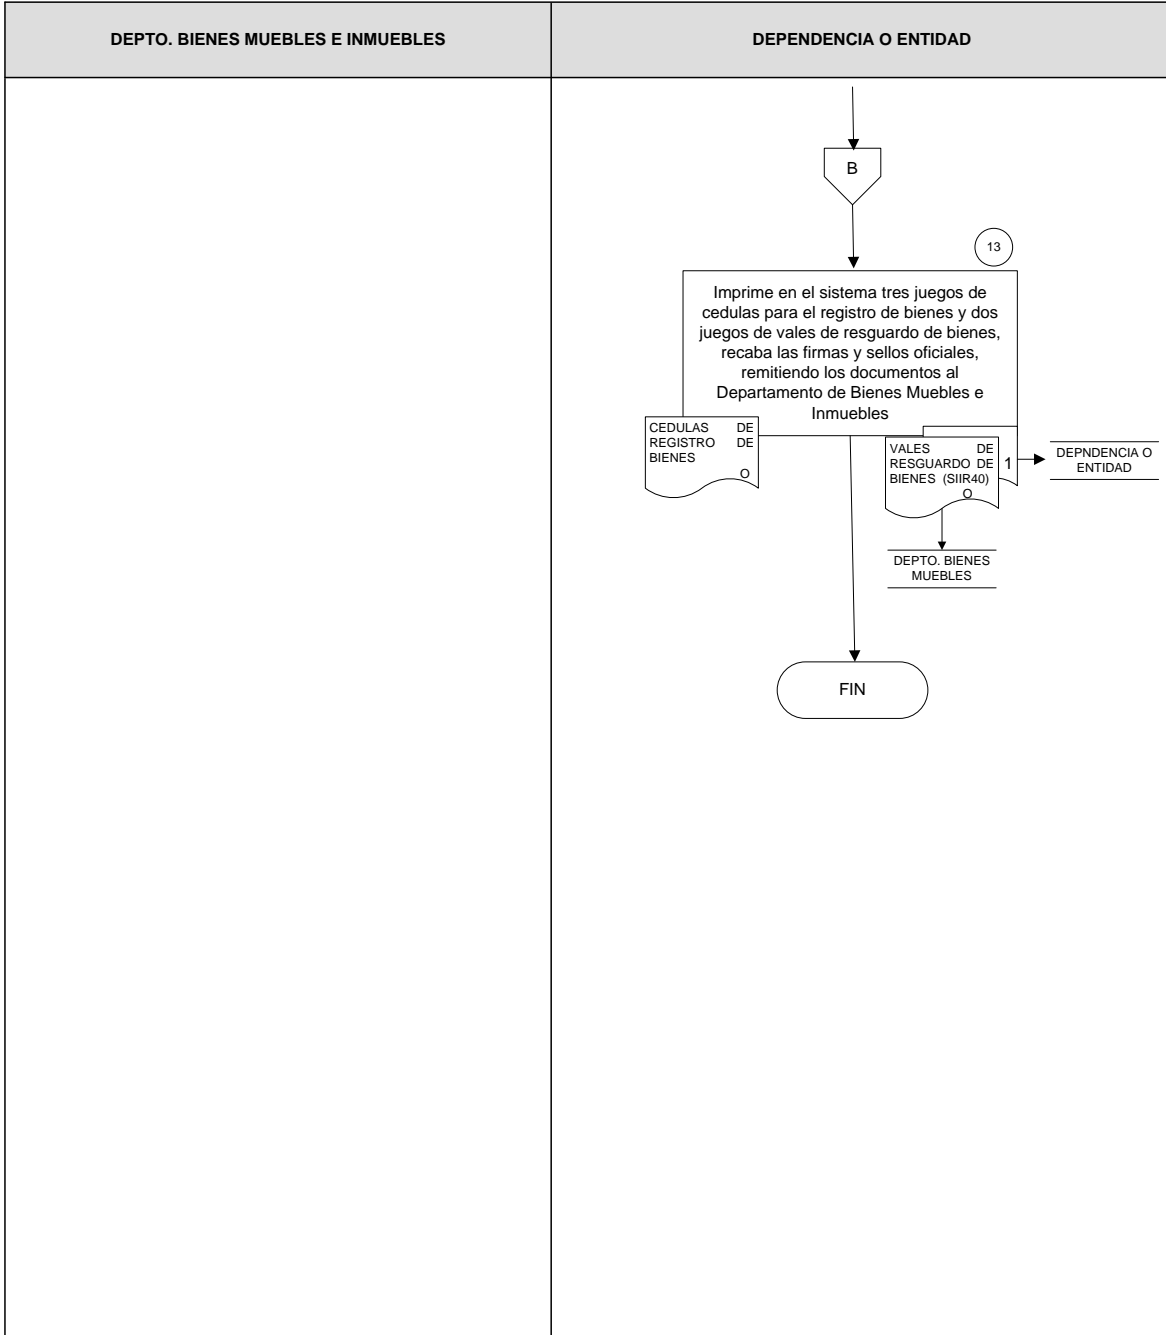 DEPTO. BIENES MUEBLES E INMUEBLES
DEPENDENCIA O ENTIDAD
B
13
Imprime en el sistema tres juegos de
cedulas para el registro de bienes y dos
juegos de vales de resguardo de bienes,
recaba las firmas y sellos oficiales,
remitiendo los documentos al
Departamento de Bienes Muebles e
Inmuebles
CEDULAS DE
REGISTRO DE
BIENES
O
VALES DE
RESGUARDO DE
BIENES (SIIR40)
O
1
DEPNDENCIA O
ENTIDAD
DEPTO. BIENES
MUEBLES
FIN